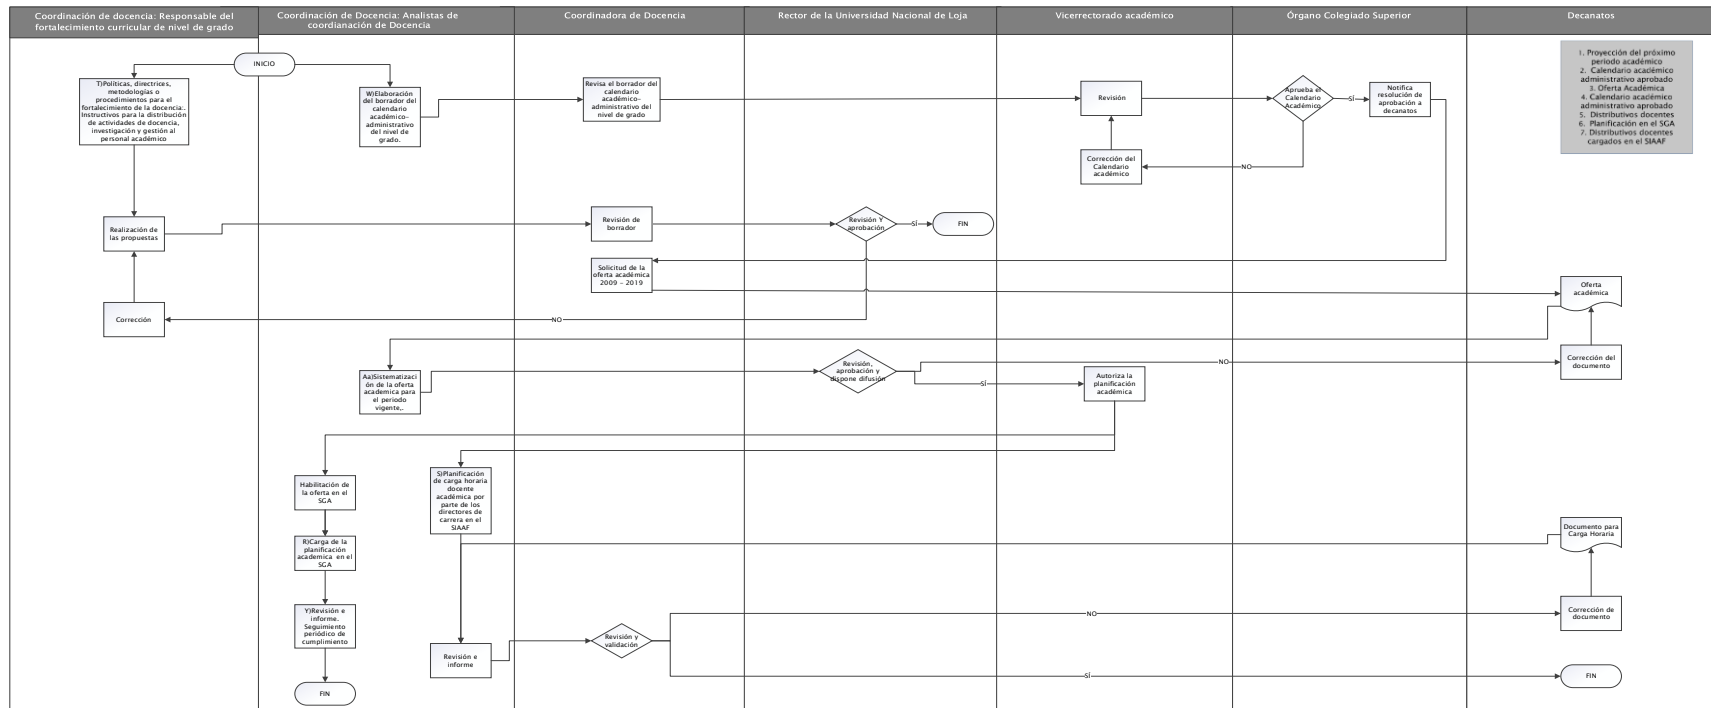 Coordinación de docencia: Responsable del
fortalecimiento curricular de nivel de grado
Coordinación de Docencia: Analistas de
coordianación de Docencia
Coordinadora de Docencia
Rector de la Universidad Nacional de Loja
Vicerrectorado académico
Órgano Colegiado Superior
Decanatos
INICIO
T)Políticas, directrices,
metodologías o
procedimientos para el
fortalecimiento de la docencia:.
Instructivos para la distribución
de actividades de docencia,
investigación y gestión al
personal académico
W)Elaboración
del borrador del
calendario
académico-
administrativo
del nivel de
grado.
Revisa el borrador del
calendario
académico-
administrativo del
nivel de grado
Revisión
Aprueba el
Calendario
Académico
SÍ
Notifica
resolución de
aprobación a
decanatos
1. Proyección del próximo
periodo académico
2. Calendario académico
administrativo aprobado
3. Oferta Académica
4. Calendario académico
administrativo aprobado
5. Distributivos docentes
6. Planificación en el SGA
7. Distributivos docentes
cargados en el SIAAF
Corrección del
Calendario
académico
NO
Realización de
las propuestas
Revisión de
borrador
Revisión Y
aprobación
SÍ
FIN
Solicitud de la
oferta académica
2009 - 2019
Oferta
académica
Corrección
NO
Aa)Sistematizaci
ón de la oferta
academica para
el periodo
vigente,.
Revisión,
aprobación y
dispone difusión
NO
SÍ
Autoriza la
planificación
académica
Corrección del
documento
Habilitación de
la oferta en el
SGA
S)Planificación
de carga horaria
docente
académica por
parte de los
directores de
carrera en el
SIAAF
R)Carga de la
planificación
academica en el
SGA
Documento para
Carga Horaria
Y)Revisión e
informe.
Seguimiento
periódico de
cumplimiento
Revisión e
informe
Revisión y
validación
NO
Corrección de
documento
SÍ
FIN
FIN